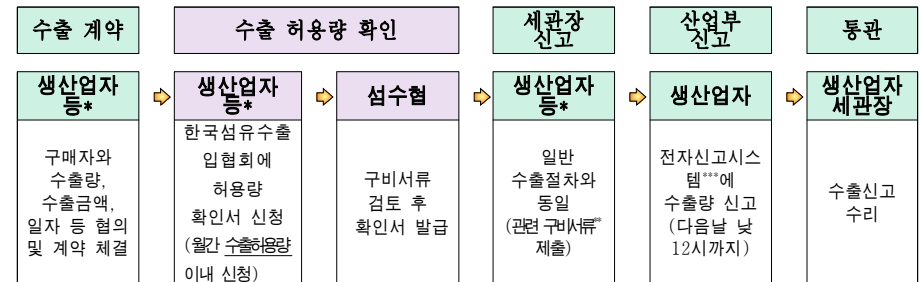 수출 계약
수출 허용량 확인
세관장
신고
산업부
신고
통관
생산업자
등*
생산업자
등*
섬수협
생산업자
등*
생산업자
생산업자
세관장
구매자와
수출량,
수출금액,
일자 등 협의
및 계약 체결
한국섬유수출
입협회에
허용량
확인서 신청
(월간 수출허용량
이내 신청)
구비서류
검토 후
확인서 발급
일반
수출절차와
동일
(관련 구비서류**
제출)
전자신고시스
템***에
수출량 신고
(다음날 낮
12시까지)
수출신고
수리